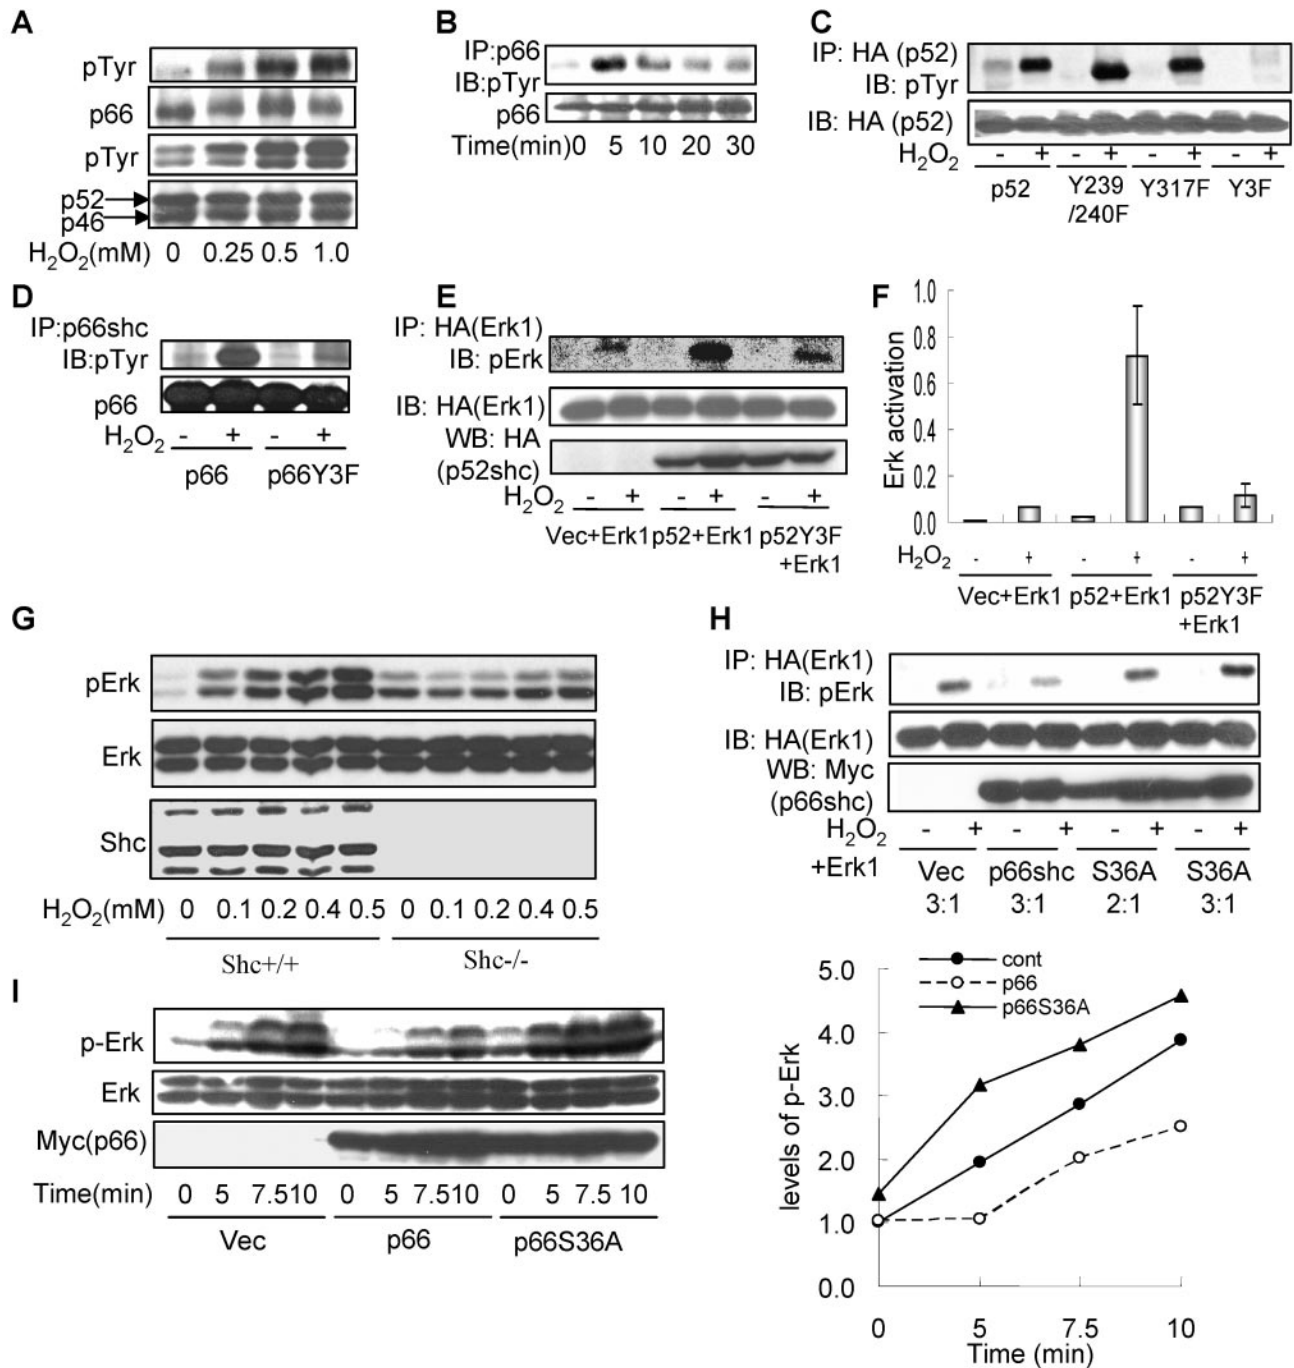 A
pTyr
p66
pTyr
p52
p46
H2O2(mM) 0 0.25 0.5 1.0
B
IP:p66
IB:pTyr
p66
Time(min)0 5 10 20 30
C
IP: HA (p52)
IB: pTyr
IB: HA (p52)
H2O2 - + - + - + - +
p52 Y239 Y317F Y3F
/240F
D
IP:p66shc
IB:pTyr
p66
H2O2 - + - +
p66 p66Y3F
E
IP: HA(Erk1)
IB: pErk
IB: HA(Erk1)
WB: HA
(p52shc)
H2O2 - + - + - +
Vec+Erk1 p52+Erk1 p52Y3F
+Erk1
F
Erk activation
1.0
0.8
0.6
0.4
0.2
0.0
H2O2 - + - + - +
Vec+Erk1 p52+Erk1 p52Y3F
+Erk1
G
pErk
Erk
Shc
H2O2(mM) 0 0.1 0.2 0.4 0.5 0 0.1 0.2 0.4 0.5
Shc+/+ Shc-/-
H
IP: HA(Erk1)
IB: pErk
IB: HA(Erk1)
WB: Myc
(p66shc)
H2O2 - + - + - + - +
+Erk1 Vec p66shc S36A S36A
3:1 3:1 2:1 3:1
I
p-Erk
Erk
Myc(p66)
Time(min) 0 5 7.510 0 5 7.510 0 5 7.5 10
Vec p66 p66S36A
cont
p66
p66S36A
levels of p-Erk
5.0
4.0
3.0
2.0
1.0
0.0
0 5 7.5 10
Time (min)